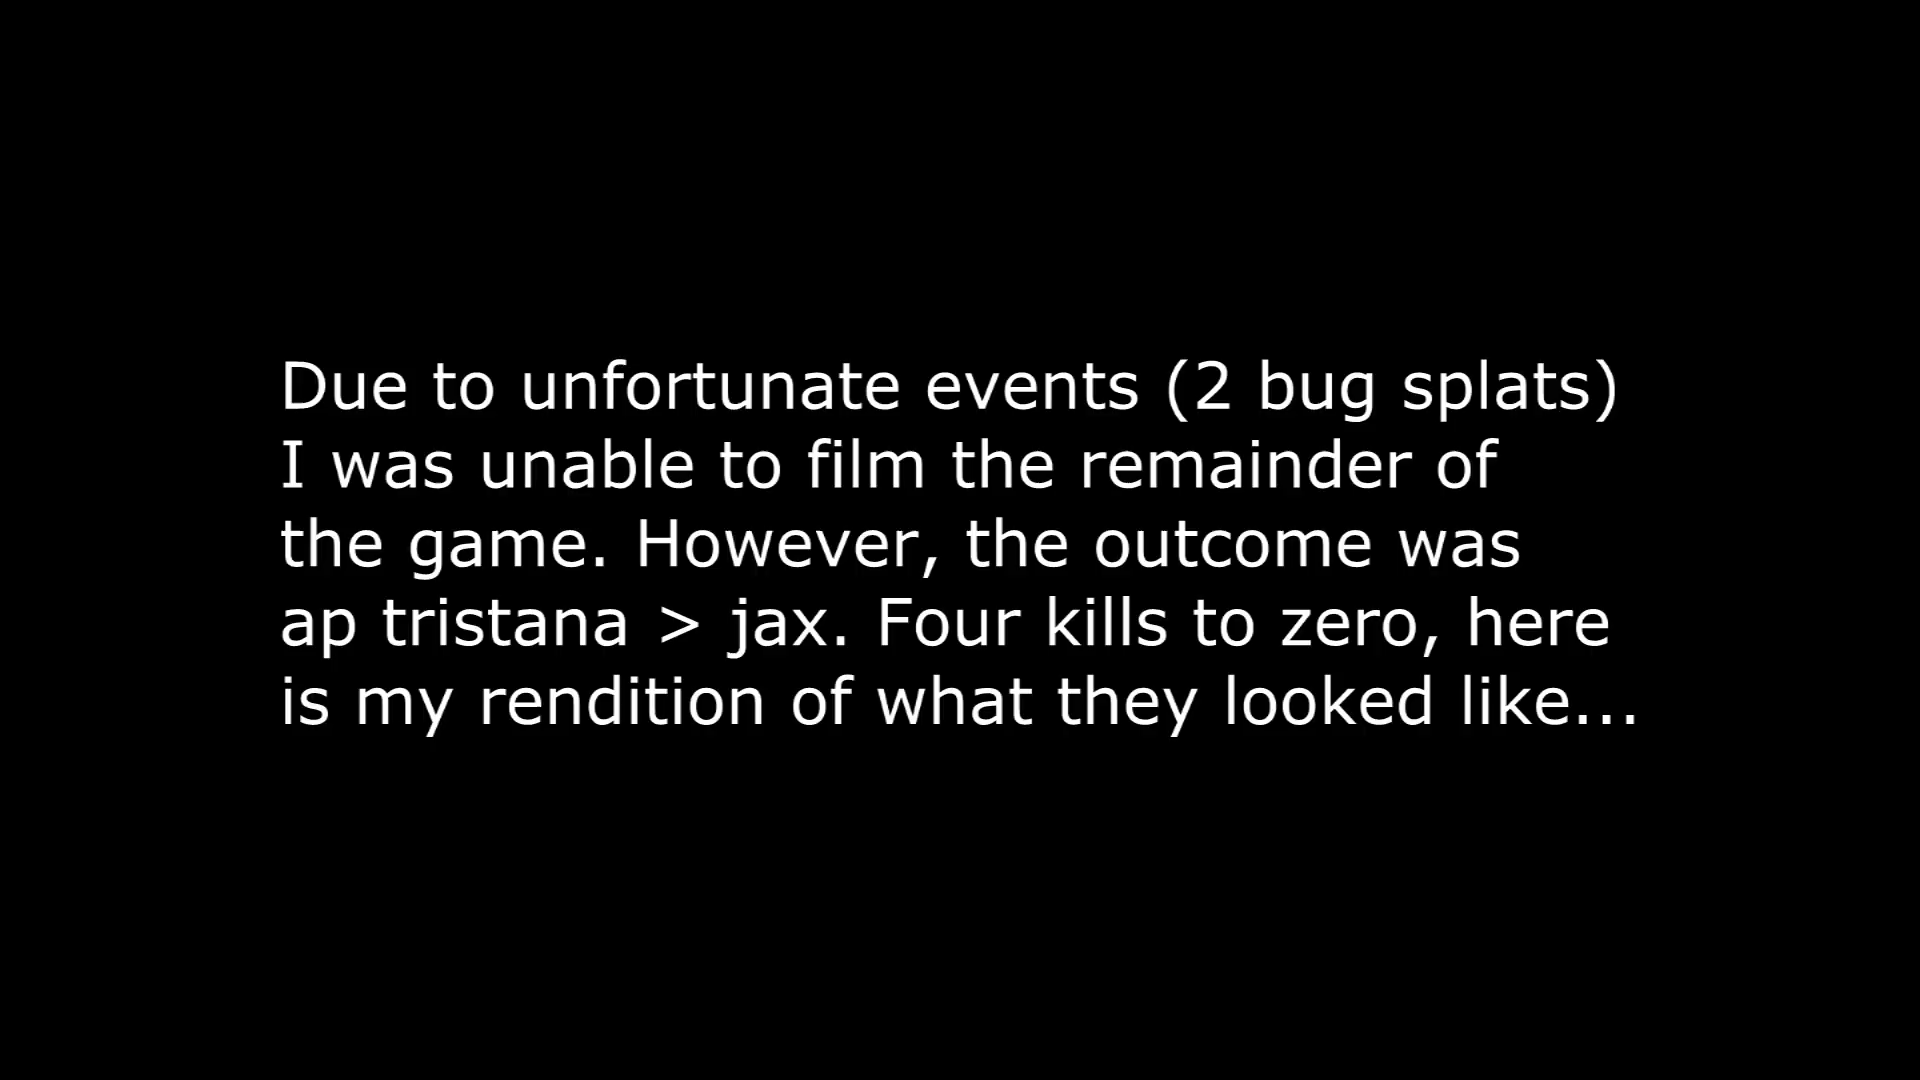 Due to unfortunate events (2 bug splats)
I was unable to film the remainder of
the game. However, the outcome was
ap tristana > jax. Four kills to zero, here
is my rendition of what they looked like...